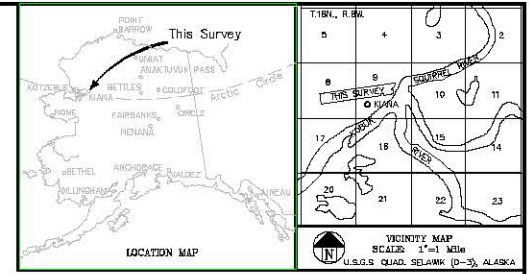 POINT
BARROW
This Survey
UMIAT
ANAKTUVUK PASS
KOTZEBUE
KIANA
BETTLES
COLDFOOT
Arctic Circle
NOME
FAIRBANKS
CIRCLE
NENANA
BETHEL
ANCHORAGE
VALDEZ
DILLINGHAM
JUNEAU
LOCATION MAP
T.18N., R.8W.
5 4 3 2
8 9 10 11
THIS SURVEY
SQUIRREL RIVER
KIANA
KOBUK
RIVER
17 16 15 14
20 21 22 23
N
VICINITY MAP
SCALE: 1"=1 Mile
U.S.G.S. QUAD. SELAWIK (D-3), ALASKA